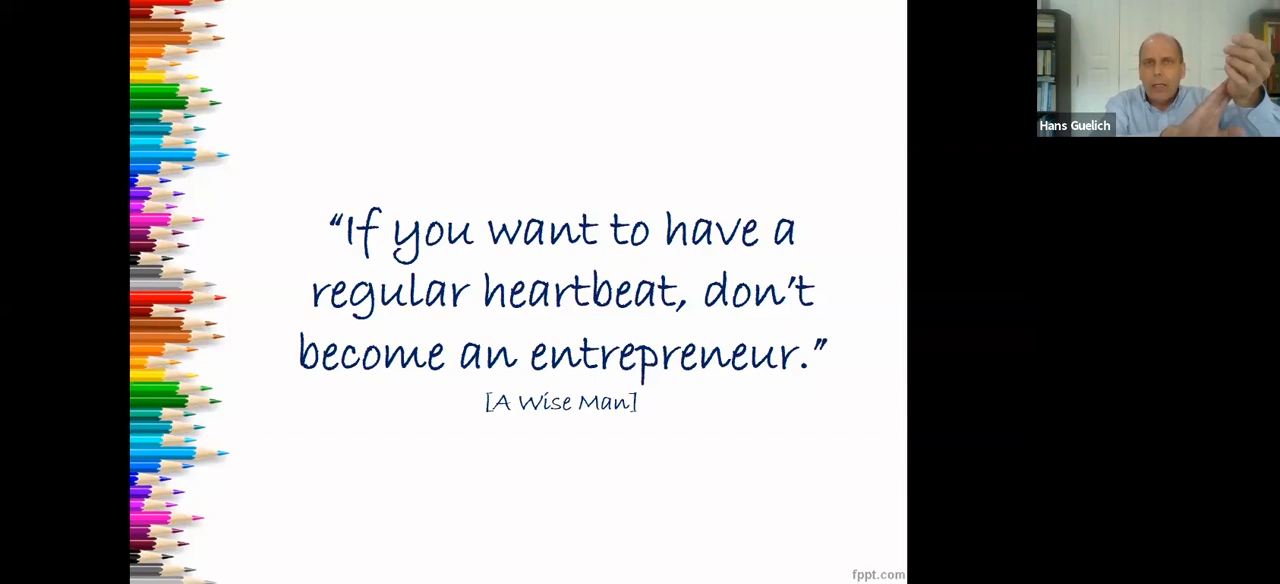 “If you want to have a
regular heartbeat, don’t
become an entrepreneur.”
[A Wise Man]
Hans Guelich
fppt.com